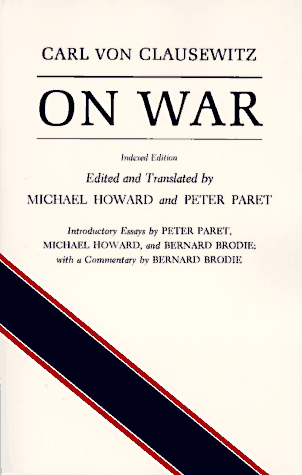 CARL VON CLAUSEWITZ
ON WAR
Indexed Edition
Edited and Translated by
MICHAEL HOWARD and PETER PARET
Introductory Essays by PETER PARET,
MICHAEL HOWARD, and BERNARD BRODIE;
with a Commentary by BERNARD BRODIE